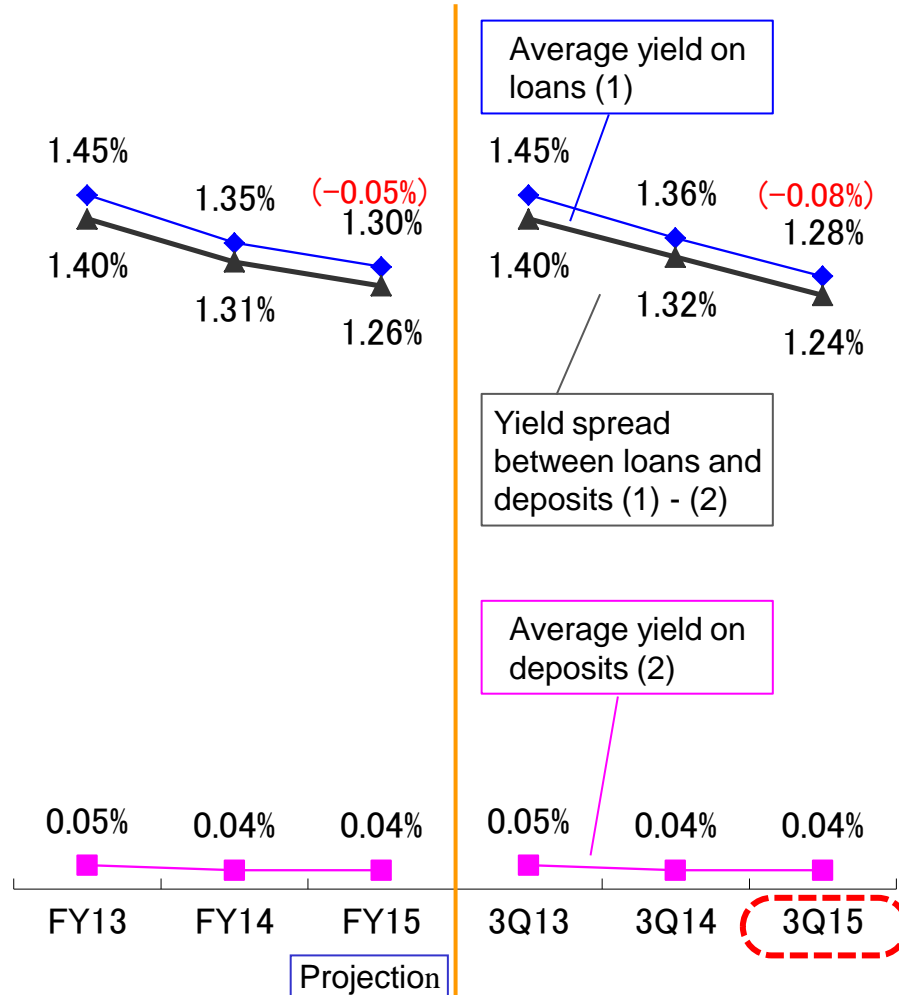 Average yield on
loans (1)
1.45%
1.35%
(-0.05%)
1.30%
1.40%
1.31%
1.26%
1.45%
1.36%
(-0.08%)
1.28%
1.40%
1.32%
1.24%
Yield spread
between loans and
deposits (1) - (2)
Average yield on
deposits (2)
0.05%
0.04%
0.04%
0.05%
0.04%
0.04%
FY13
FY14
FY15
3Q13
3Q14
3Q15
Projection